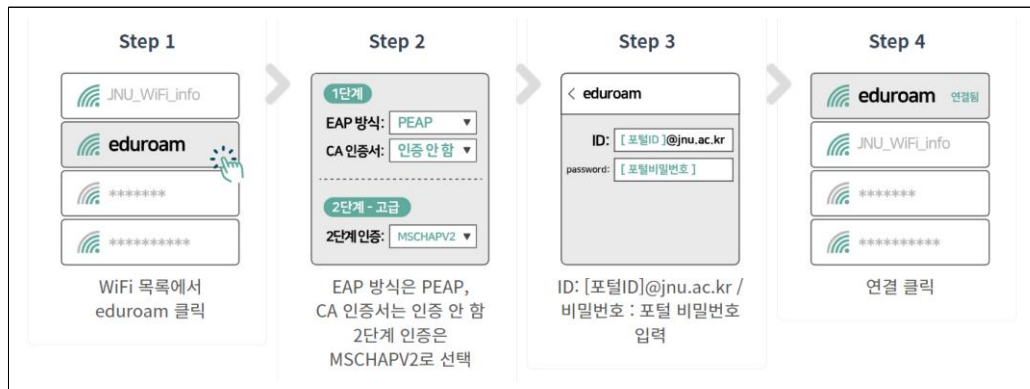 Step 1
JNU_WiFi_info
eduroam
*******
**********
WiFi 목록에서
eduroam 클릭
Step 2
1단계
EAP 방식: PEAP ▼
CA 인증서: 인증 안 함 ▼
2단계 - 고급
2단계 인증: MSCHAPV2 ▼
EAP 방식은 PEAP,
CA 인증서는 인증 안 함
2단계 인증은
MSCHAPV2로 선택
Step 3
< eduroam
ID: [ 포털ID ]@jnu.ac.kr
password: [ 포털비밀번호 ]
ID: [포털ID]@jnu.ac.kr /
비밀번호 : 포털 비밀번호
입력
Step 4
eduroam 연결됨
JNU_WiFi_info
*******
**********
연결 클릭